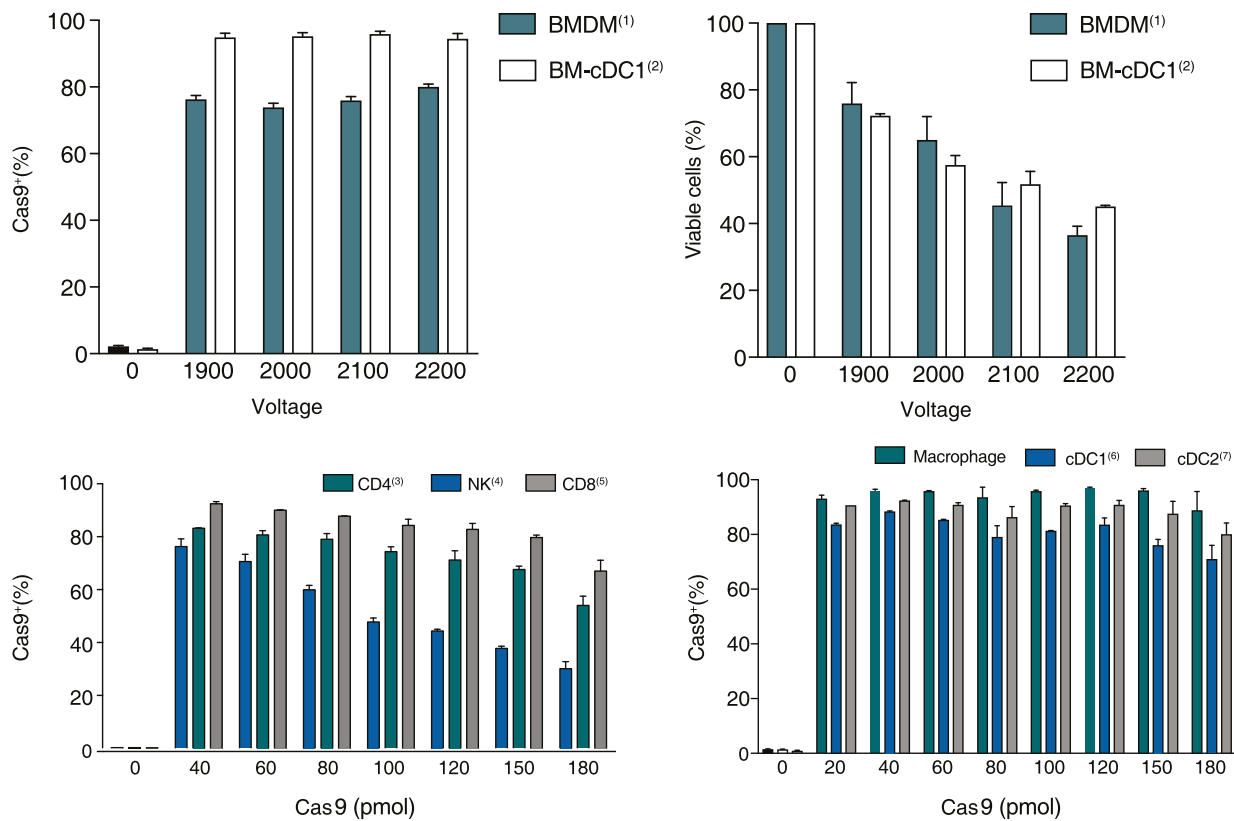 100
80
60
40
20
0
Cas9⁺(%)
0 1900 2000 2100 2200
Voltage
BMDM⁽¹⁾
BM-cDC1⁽²⁾
100
80
60
40
20
0
Viable cells (%)
0 1900 2000 2100 2200
Voltage
BMDM⁽¹⁾
BM-cDC1⁽²⁾
CD4⁽³⁾ NK⁽⁴⁾ CD8⁽⁵⁾
100
80
60
40
20
0
Cas9⁺(%)
0 40 60 80 100 120 150 180
Cas9 (pmol)
Macrophage cDC1⁽⁶⁾ cDC2⁽⁷⁾
100
80
60
40
20
0
Cas9⁺(%)
0 20 40 60 80 100 120 150 180
Cas9 (pmol)